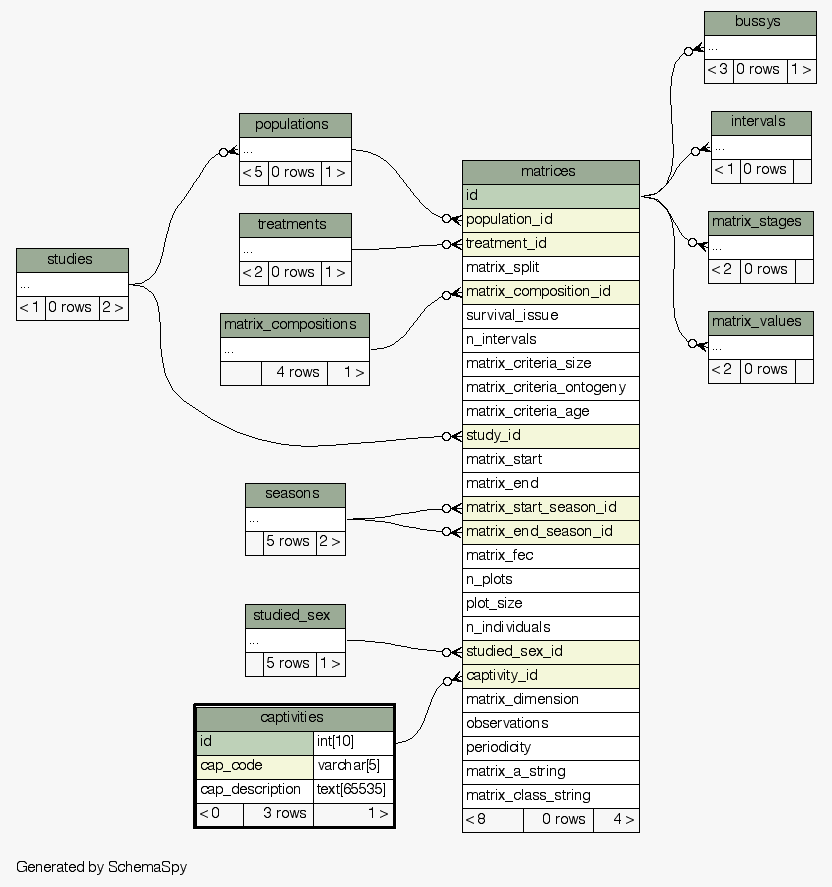 bussys
...
< 3 0 rows 1 >
populations
...
< 5 0 rows 1 >
intervals
...
< 1 0 rows
matrices
id
population_id
treatment_id
matrix_split
matrix_composition_id
survival_issue
n_intervals
matrix_criteria_size
matrix_criteria_ontogeny
matrix_criteria_age
study_id
matrix_start
matrix_end
matrix_start_season_id
matrix_end_season_id
matrix_fec
n_plots
plot_size
n_individuals
studied_sex_id
captivity_id
matrix_dimension
observations
periodicity
matrix_a_string
matrix_class_string
< 8 0 rows 4 >
treatments
...
< 2 0 rows 1 >
matrix_stages
...
< 2 0 rows
studies
...
< 1 0 rows 2 >
matrix_compositions
...
4 rows 1 >
matrix_values
...
< 2 0 rows
seasons
...
5 rows 2 >
studied_sex
...
5 rows 1 >
captivities
id int[10]
cap_code varchar[5]
cap_description text[65535]
< 0 3 rows 1 >
Generated by SchemaSpy